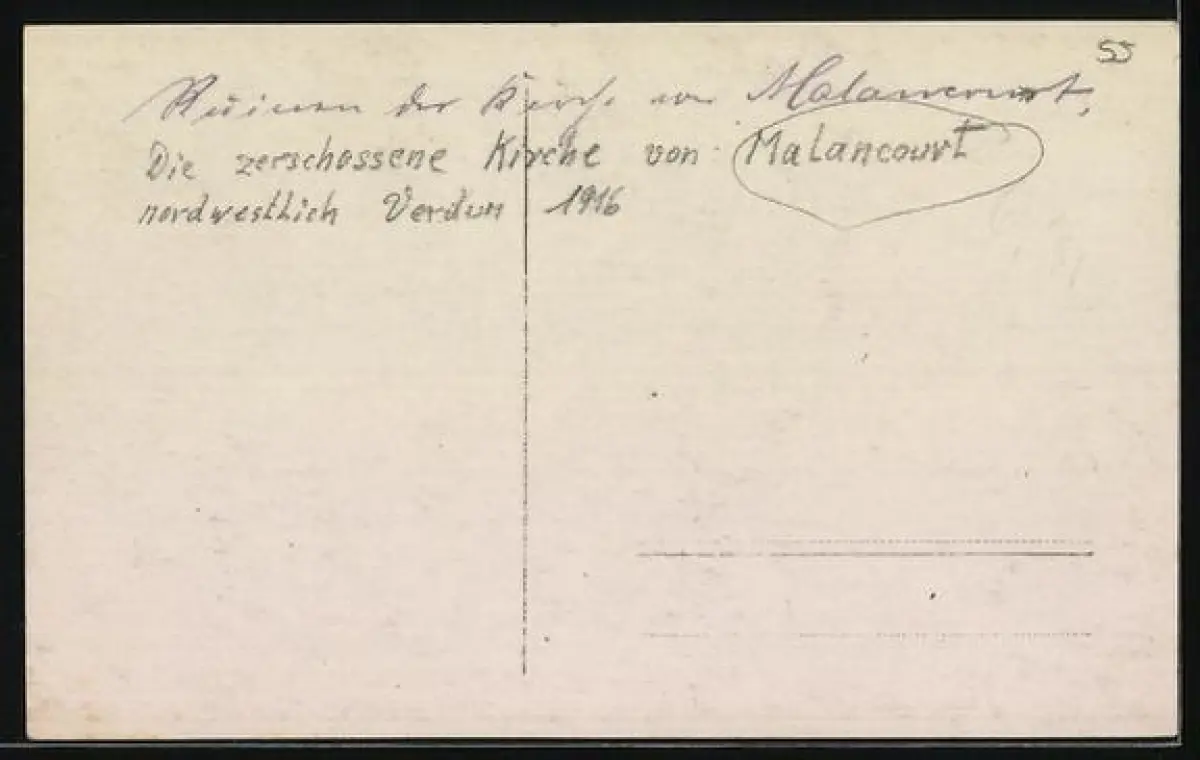 55
Ruinen der Kirche von Malancourt,
Die zerschossene Kirche von Malancourt
nordwestlich Verdun 1916